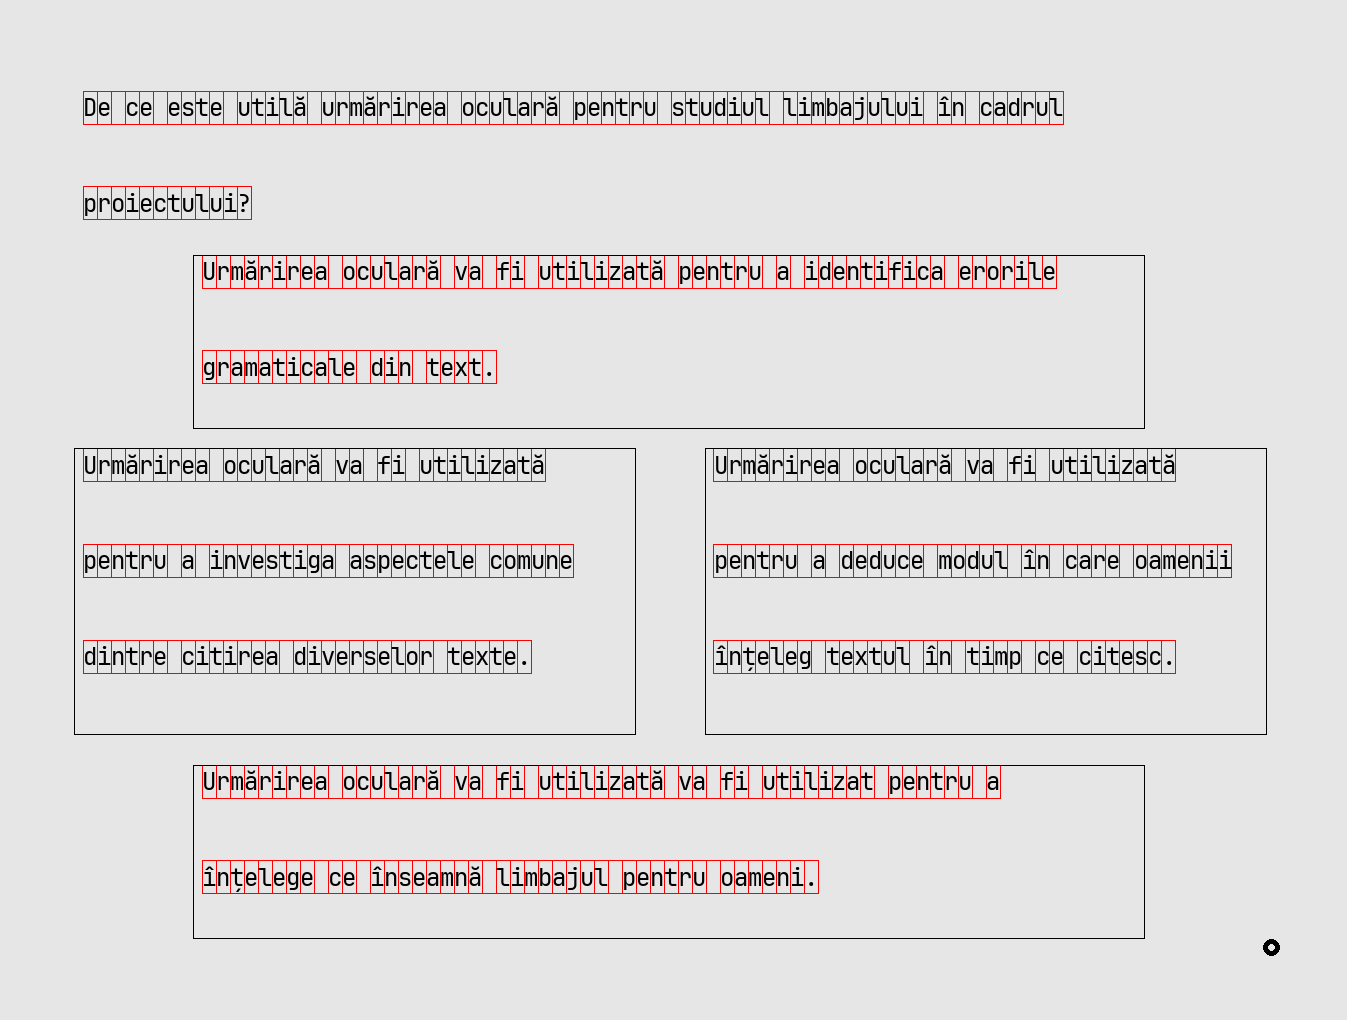 De ce este utilă urmărirea oculară pentru studiul limbajului în cadrul
proiectului?
Urmărirea oculară va fi utilizată pentru a identifica erorile
gramaticale din text.
Urmărirea oculară va fi utilizată
pentru a investiga aspectele comune
dintre citirea diverselor texte.
Urmărirea oculară va fi utilizată
pentru a deduce modul în care oamenii
înțeleg textul în timp ce citesc.
Urmărirea oculară va fi utilizată va fi utilizat pentru a
înțelege ce înseamnă limbajul pentru oameni.